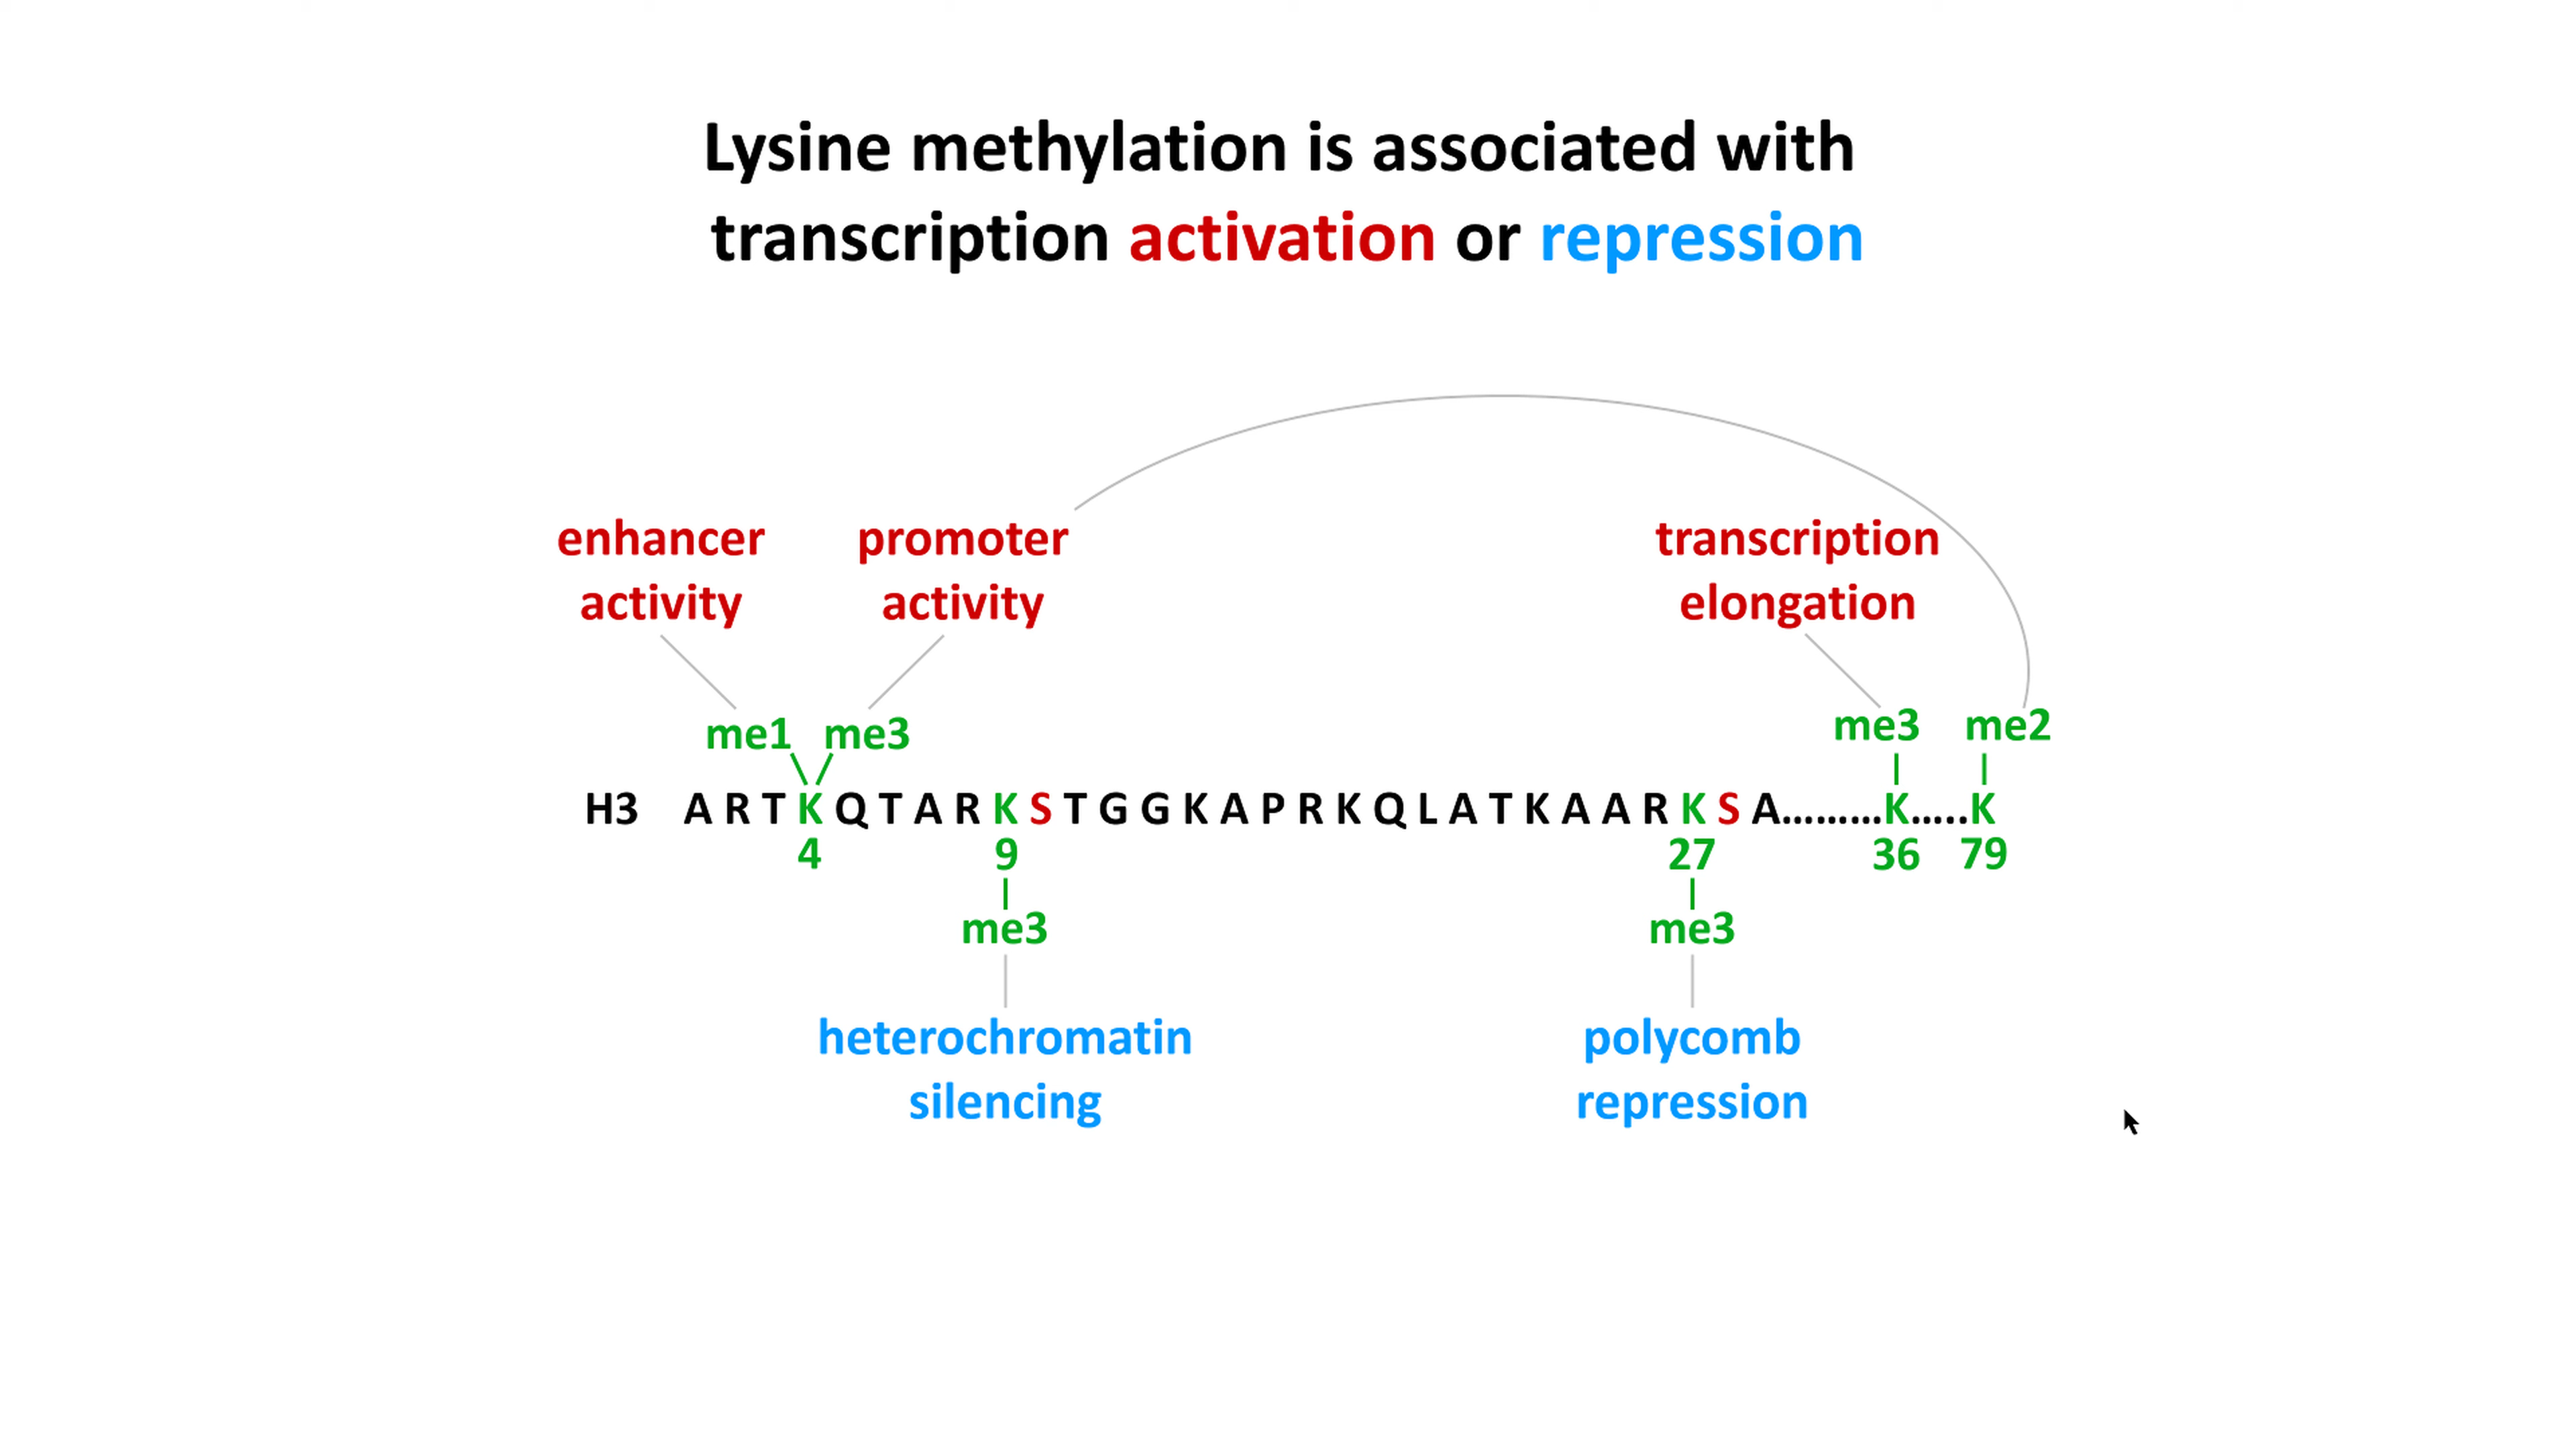 Lysine methylation is associated with
transcription activation or repression
enhancer
activity
promoter
activity
transcription
elongation
me1 me3
me3 me2
H3 A R T K Q T A R K S T G G K A P R K Q L A T K A A R K S A.........K.....K
4 9 27 36 79
me3 me3
heterochromatin
silencing
polycomb
repression